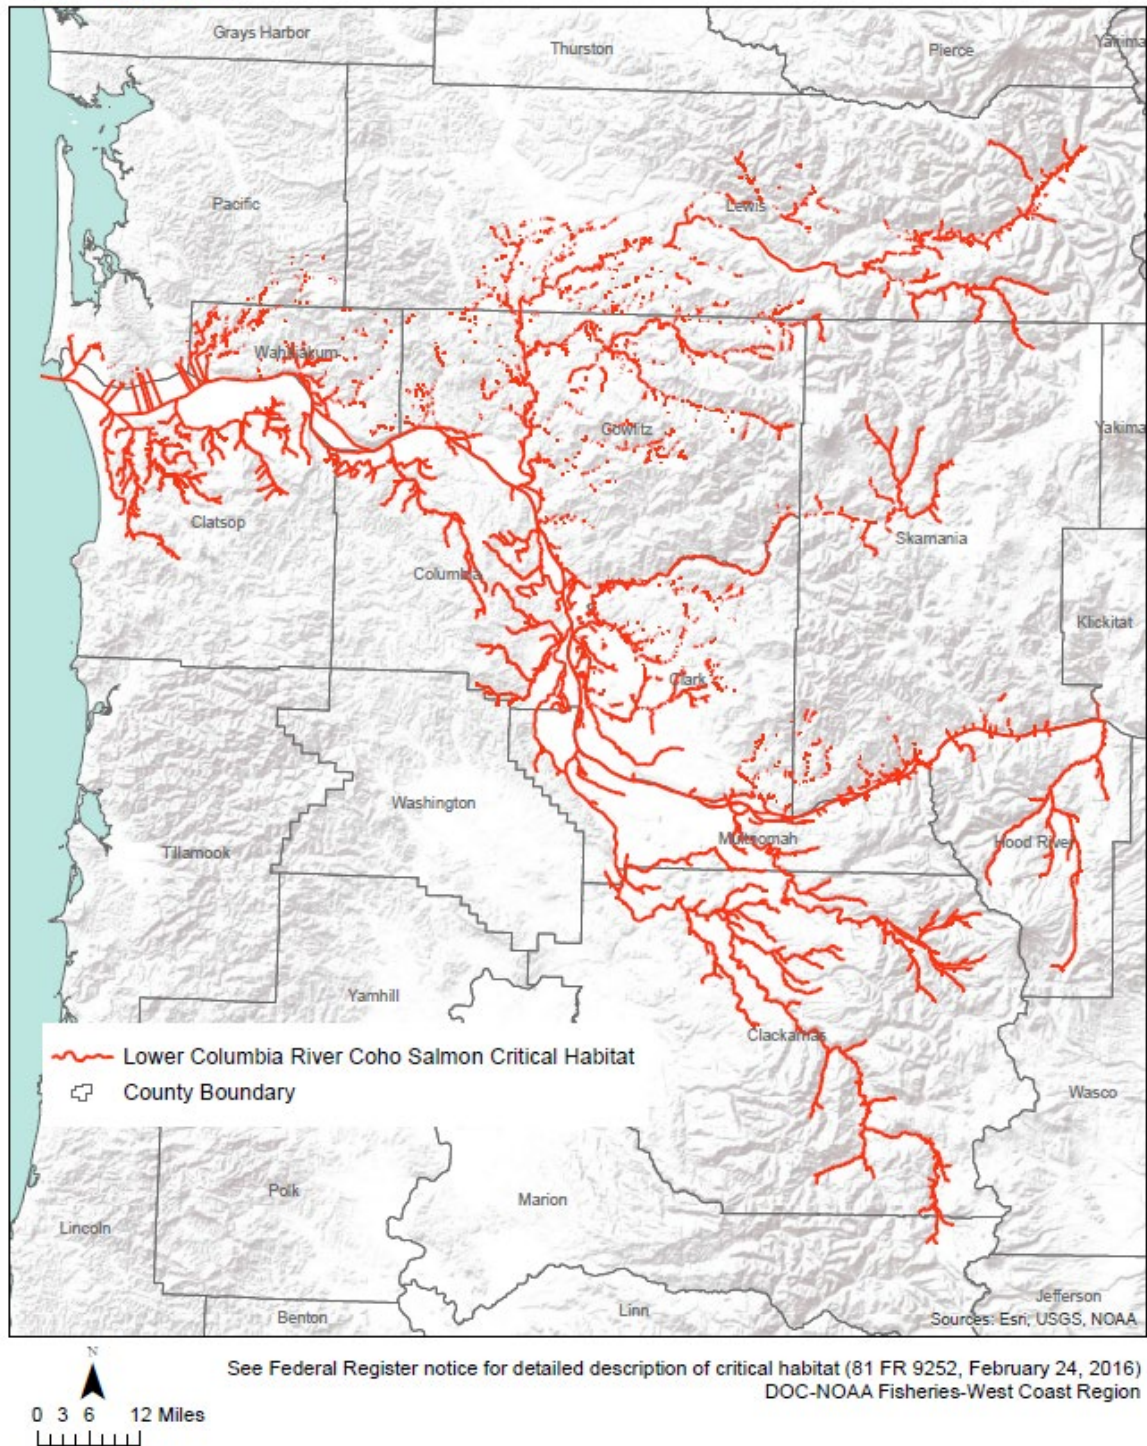 Grays Harbor
Thurston
Pierce
Yakima
Pacific
Lewis
Wahkiakum
Cowlitz
Yakima
Clatsop
Skamania
Columbia
Klickitat
Clark
Washington
Multnomah
Hood River
Tillamook
Yamhill
Clackamas
Lower Columbia River Coho Salmon Critical Habitat
County Boundary
Wasco
Polk
Marion
Lincoln
Jefferson
Benton
Linn
Sources: Esri, USGS, NOAA
N
See Federal Register notice for detailed description of critical habitat (81 FR 9252, February 24, 2016)
DOC-NOAA Fisheries-West Coast Region
0 3 6 12 Miles